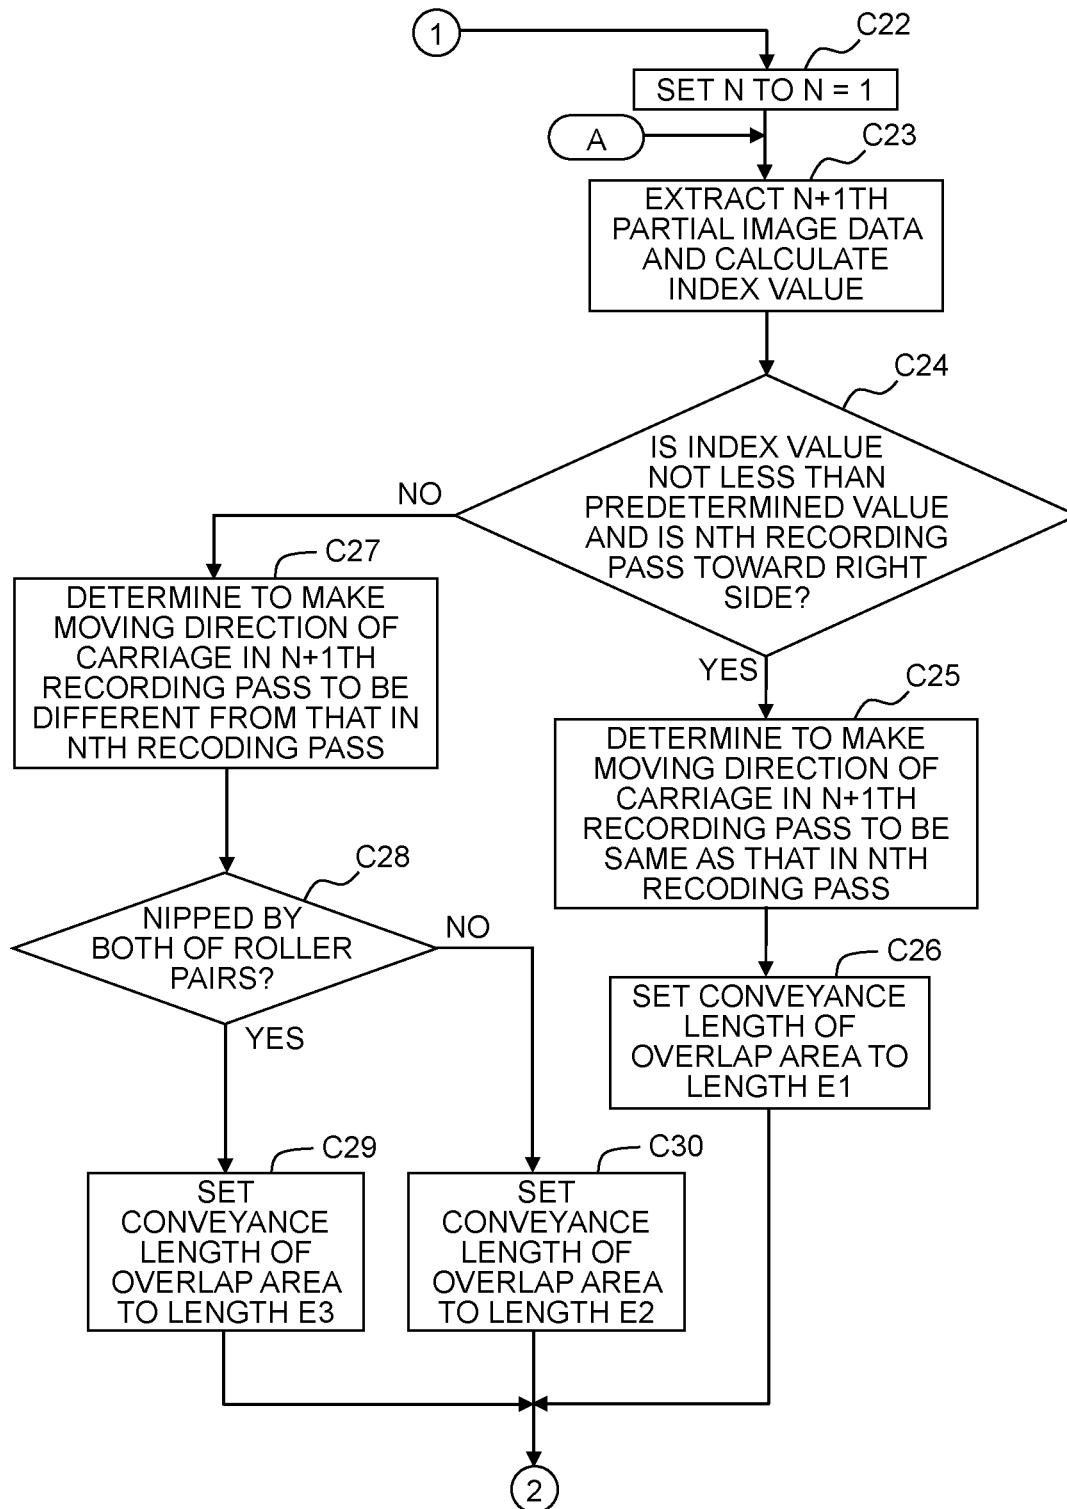 1
C22
SET N TO N = 1
A
C23
EXTRACT N+1TH
PARTIAL IMAGE DATA
AND CALCULATE
INDEX VALUE
C24
IS INDEX VALUE
NOT LESS THAN
PREDETERMINED VALUE
AND IS NTH RECORDING
PASS TOWARD RIGHT
SIDE?
NO
YES
C27
DETERMINE TO MAKE
MOVING DIRECTION OF
CARRIAGE IN N+1TH
RECORDING PASS TO BE
DIFFERENT FROM THAT IN
NTH RECODING PASS
C25
DETERMINE TO MAKE
MOVING DIRECTION OF
CARRIAGE IN N+1TH
RECORDING PASS TO BE
SAME AS THAT IN NTH
RECODING PASS
C28
NIPPED BY
BOTH OF ROLLER
PAIRS?
NO
YES
C26
SET CONVEYANCE
LENGTH OF
OVERLAP AREA TO
LENGTH E1
C29
SET
CONVEYANCE
LENGTH OF
OVERLAP AREA
TO LENGTH E3
C30
SET
CONVEYANCE
LENGTH OF
OVERLAP AREA
TO LENGTH E2
2